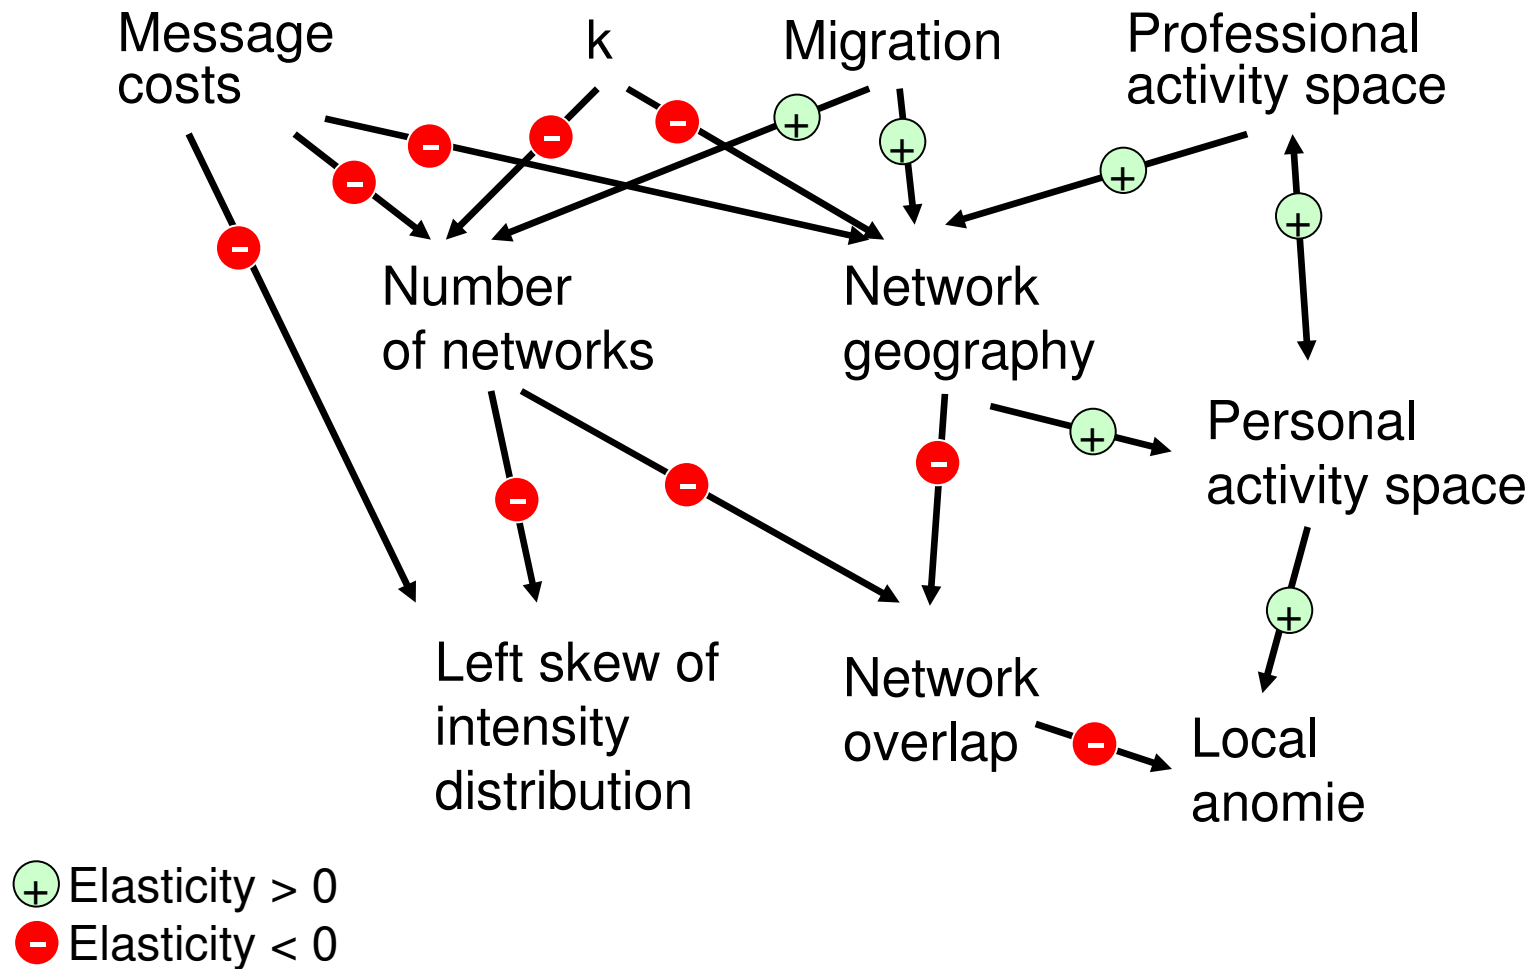 Message
costs
k
Migration
Professional
activity space
-
-
-
-
+
+
+
+
-
Number
of networks
Network
geography
Personal
activity space
+
-
-
-
+
Left skew of
intensity
distribution
Network
overlap
-
Local
anomie
+ Elasticity > 0
- Elasticity < 0